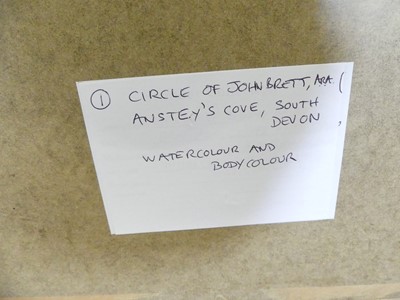 ① CIRCLE OF JOHN BRETT, ARA. (
ANSTEY'S COVE, SOUTH
DEVON,
WATERCOLOUR AND
BODYCOLOUR